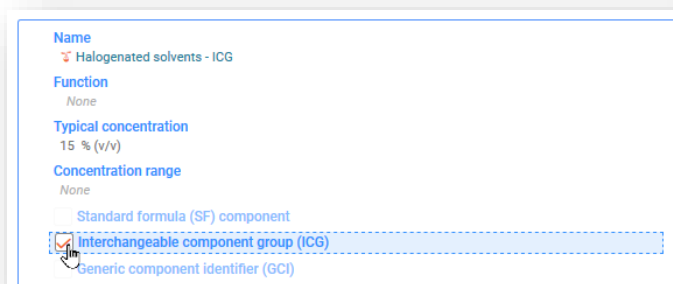 Name
Halogenated solvents - ICG
Function
None
Typical concentration
15 % (v/v)
Concentration range
None
Standard formula (SF) component
Interchangeable component group (ICG)
Generic component identifier (GCI)